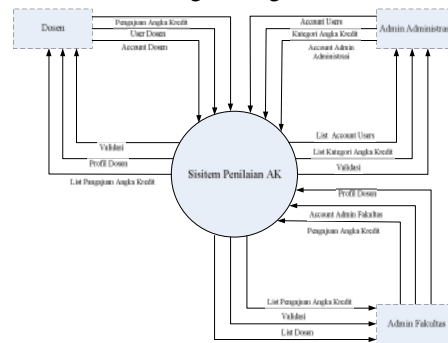 Dosen
Pengajuan Angka Kredit
User Dosen
Account Dosen
Account Users
Kategori Angka Kredit
Account Admin
Administrasi
Admin Administrasi
Validasi
Profil Dosen
List Pengajuan Angka Kredit
Sisitem Penilaian AK
List Account Users
List Kategori Angka Kredit
Validasi
Profil Dosen
Account Admin Fakultas
Pengajuan Angka Kredit
List Pengajuan Angka Kredit
Validasi
List Dosen
Admin Fakultas